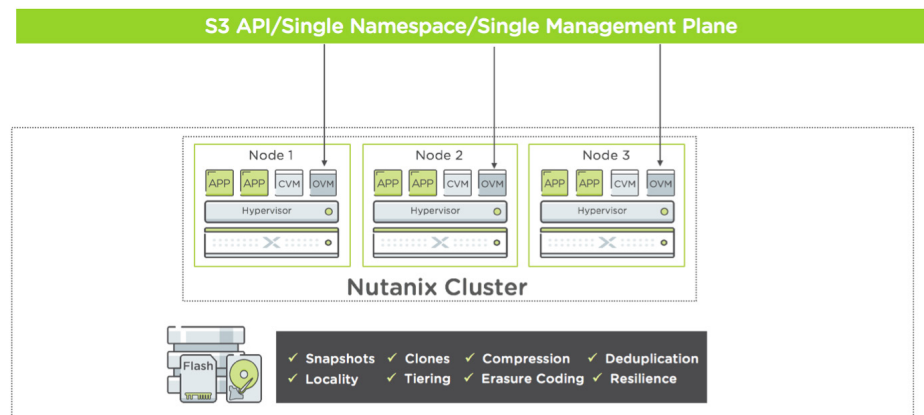 S3 API/Single Namespace/Single Management Plane
Node 1
Node 2
Node 3
APP APP CVM OVM
APP APP CVM OVM
APP APP CVM OVM
Hypervisor
Hypervisor
Hypervisor
Nutanix Cluster
Flash
✓ Snapshots ✓ Clones ✓ Compression ✓ Deduplication
✓ Locality ✓ Tiering ✓ Erasure Coding ✓ Resilience